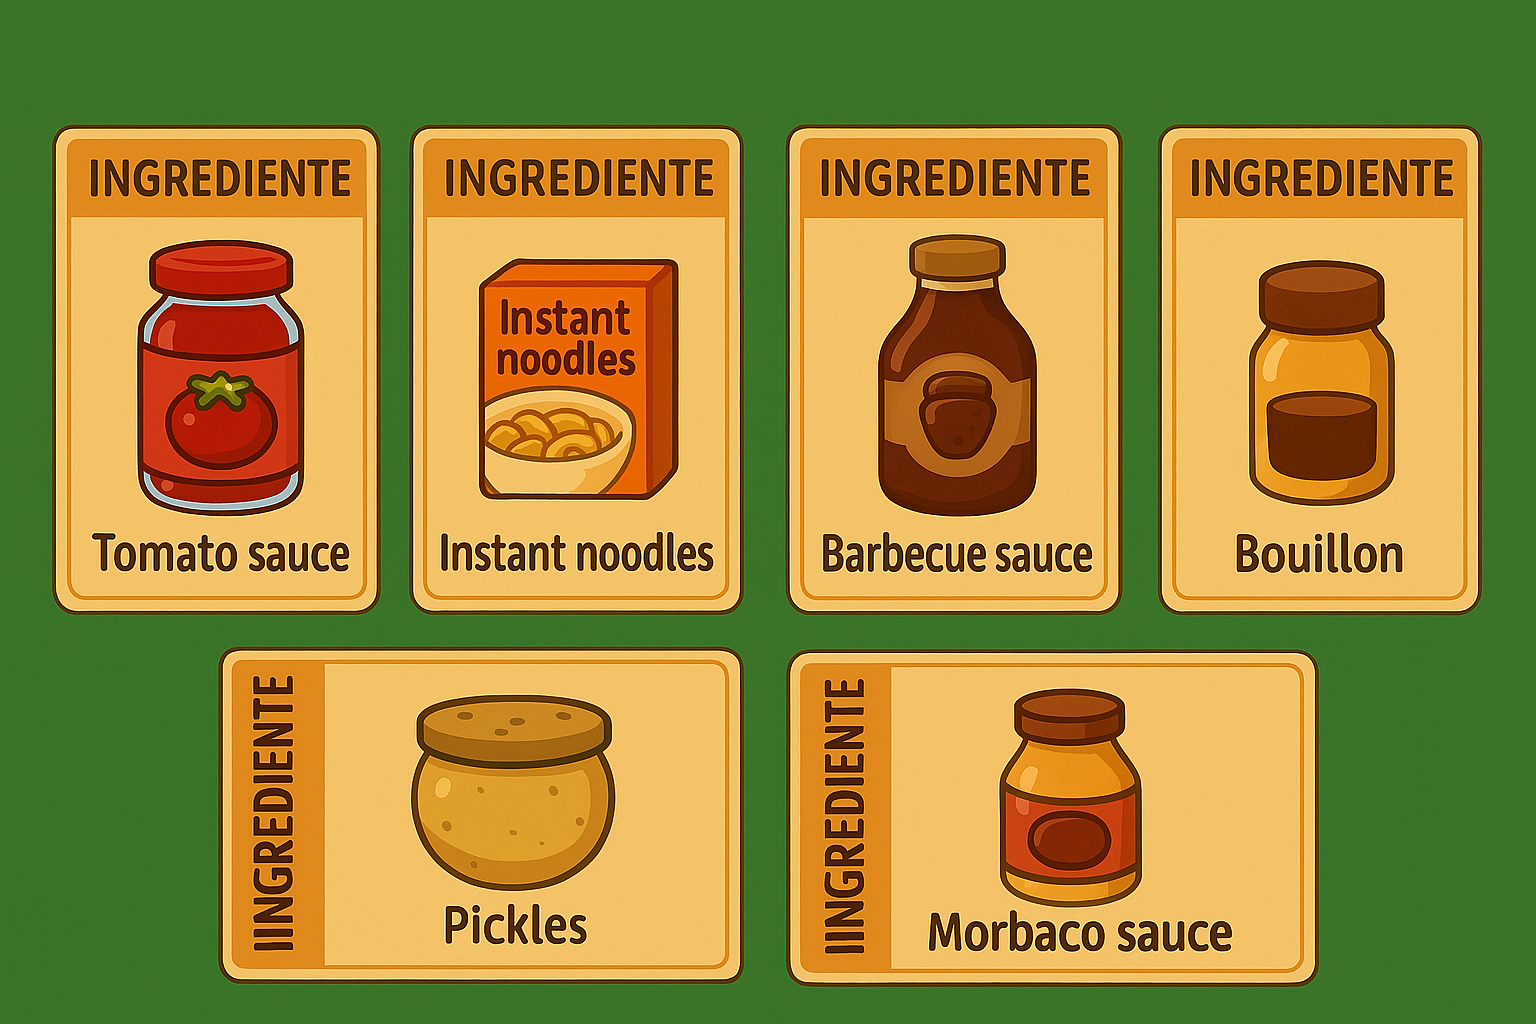 INGREDIENTE
Instant
noodles
Tomato sauce
INGREDIENTE
Instant noodles
INGREDIENTE
Barbecue sauce
INGREDIENTE
Bouillon
IINGREDIENTE
Pickles
IINGREDIENTE
Morbaco sauce